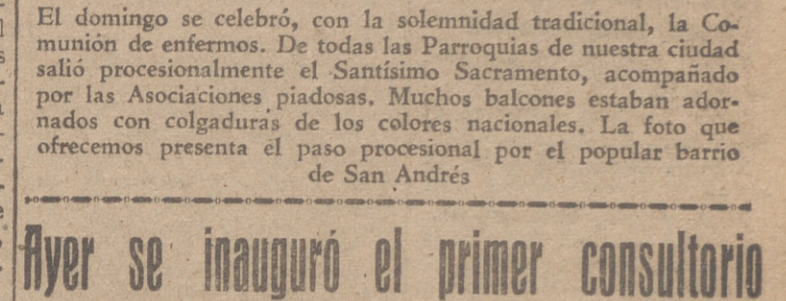 El domingo se celebró, con la solemnidad tradicional, la Co-
munión de enfermos. De todas las Parroquias de nuestra ciudad
salió procesionalmente el Santísimo Sacramento, acompañado
por las Asociaciones piadosas. Muchos balcones estaban ador-
nados con colgaduras de los colores nacionales. La foto que
ofrecemos presenta el paso procesional por el popular barrio
de San Andrés
Ayer se inauguró el primer consultorio